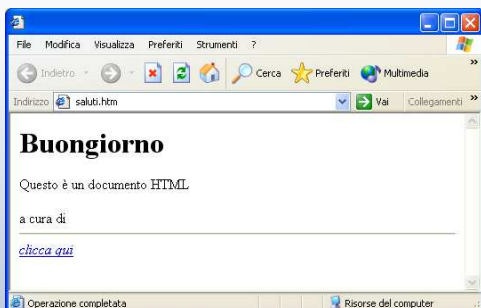 File Modifica Visualizza Preferiti Strumenti ?
Indietro Cerca Preferiti Multimedia »
Indirizzo saluti.htm Vai Collegamenti »
Buongiorno
Questo è un documento HTML
a cura di
clicca qui
Operazione completata Risorse del computer